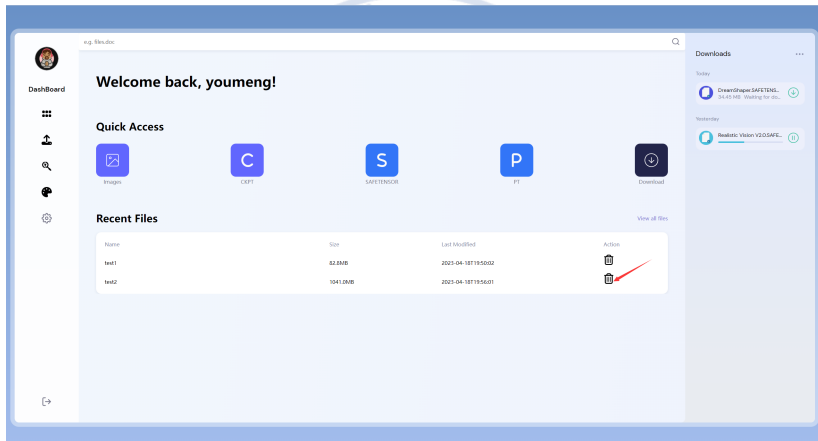 e.g. files.doc
DashBoard
Welcome back, youmeng!
Quick Access
Images
C
CKPT
S
SAFETENSOR
P
PT
Download
Recent Files
View all files
Name Size Last Modified Action
test1 82.8MB 2023-04-18T19:50:02
test2 1041.0MB 2023-04-18T19:56:01
Downloads
Today
DreamShaper.SAFETENS...
34.45 MB Waiting for do...
Yesterday
Realistic Vision V2.0.SAFE...